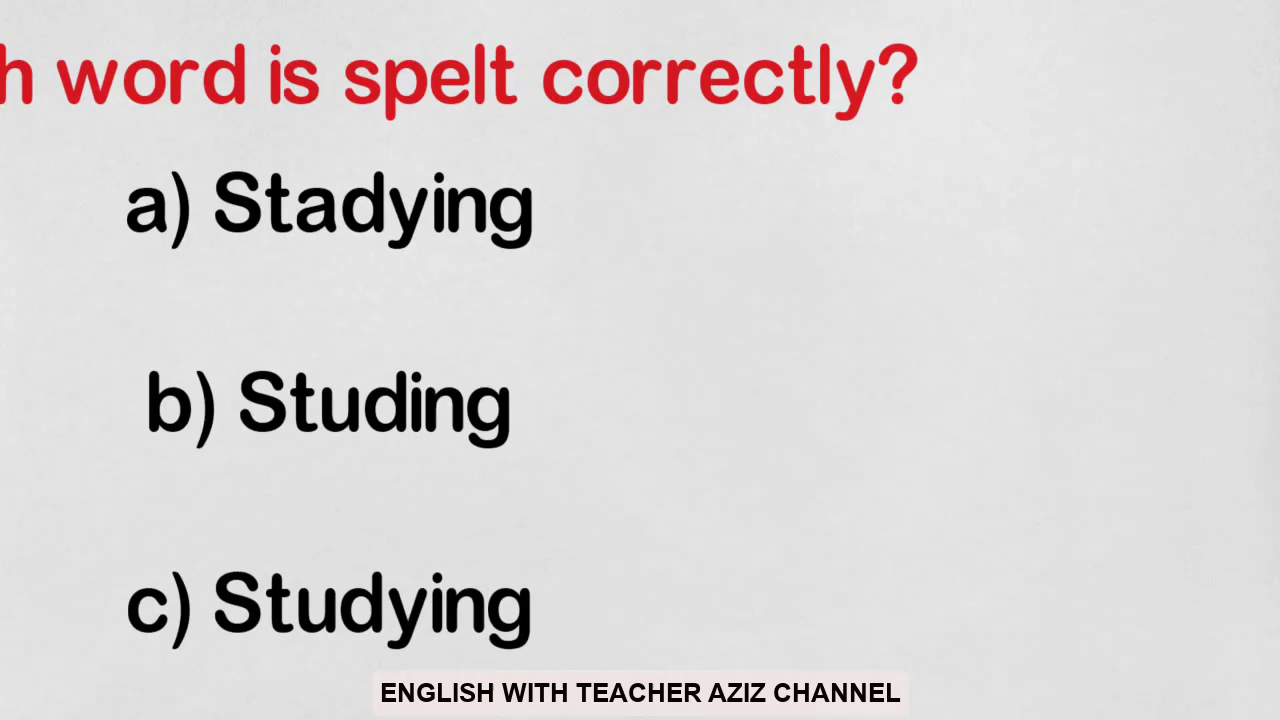 h word is spelt correctly?
a) Stadying
b) Studing
c) Studying
ENGLISH WITH TEACHER AZIZ CHANNEL